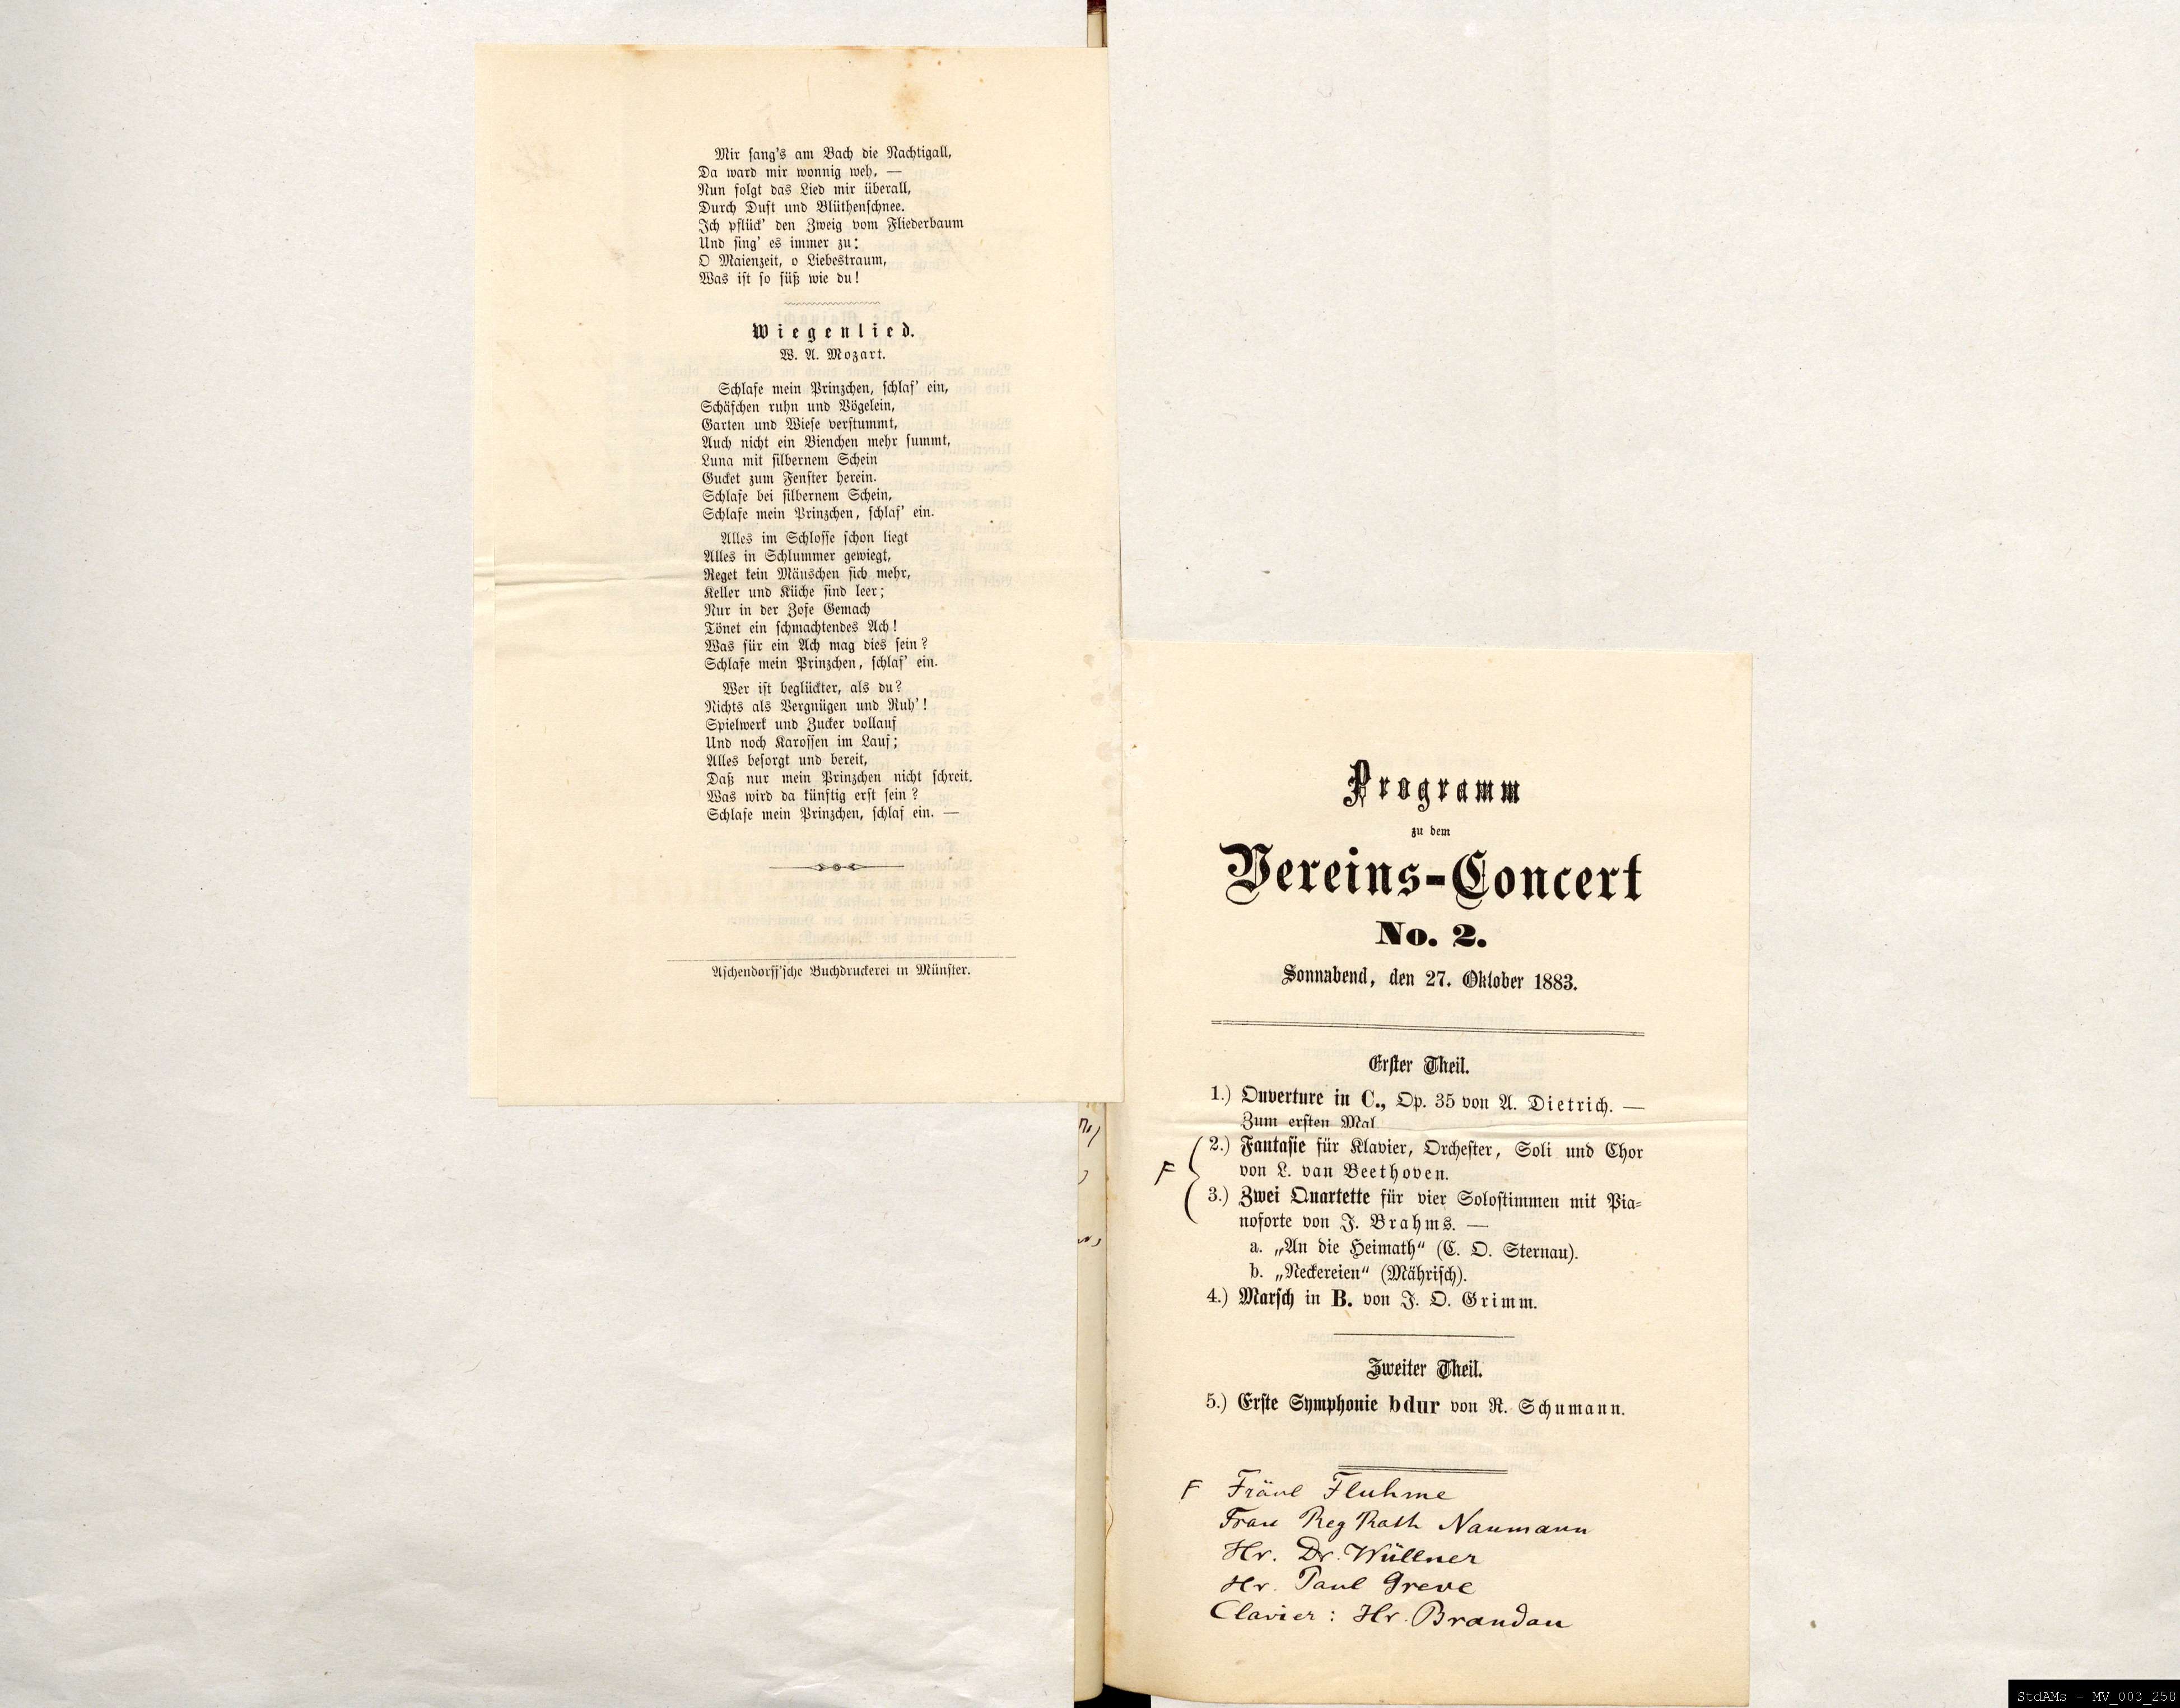 Mir sang's am Bach die Nachtigall,
Da ward mir wonnig weh, —
Nun folgt das Lied mir überall,
Durch Duft und Blüthenschnee.
Ich pflück' den Zweig vom Fliederbaum
Und sing' es immer zu:
O Maienzeit, o Liebestraum,
Was ist so süß wie du!
Wiegenlied.
W. A. Mozart.
Schlafe mein Prinzchen, schlaf' ein,
Schäfchen ruhn und Vögelein,
Garten und Wiese verstummt,
Auch nicht ein Bienchen mehr summt,
Luna mit silbernem Schein
Gucket zum Fenster herein.
Schlafe bei silbernem Schein,
Schlafe mein Prinzchen, schlaf' ein.
Alles im Schlosse schon liegt
Alles in Schlummer gewiegt,
Reget kein Mäuschen sich mehr,
Keller und Küche sind leer;
Nur in der Zofe Gemach
Tönet ein schmachtendes Ach!
Was für ein Ach mag dies sein?
Schlafe mein Prinzchen, schlaf' ein.
Wer ist beglückter, als du?
Nichts als Vergnügen und Ruh'!
Spielwerk und Zucker vollauf
Und noch Karossen im Lauf;
Alles besorgt und bereit,
Daß nur mein Prinzchen nicht schreit.
Was wird da künftig erst sein?
Schlafe mein Prinzchen, schlaf ein. —
Aschendorff'sche Buchdruckerei in Münster.
Programm
zu dem
Vereins-Concert
No. 2.
Sonnabend, den 27. Oktober 1883.
Erster Theil.
1.) Ouverture in C., Op. 35 von A. Dietrich. —
Zum ersten Mal
2.) Fantasie für Klavier, Orchester, Soli und Chor
von L. van Beethoven.
F
3.) Zwei Quartette für vier Solostimmen mit Pia-
noforte von J. Brahms. —
a. „An die Heimath“ (C. O. Sternau).
b. „Neckereien“ (Mährisch).
4.) Marsch in B. von J. O. Grimm.
Zweiter Theil.
5.) Erste Symphonie bdur von R. Schumann.
F Fräul Fluhme
Frau Reg Rath Naumann
Hr. Dr. Wüllner
Hr. Paul Greve
Clavier: Hr. Brandau
StdAMs - MV_003_258